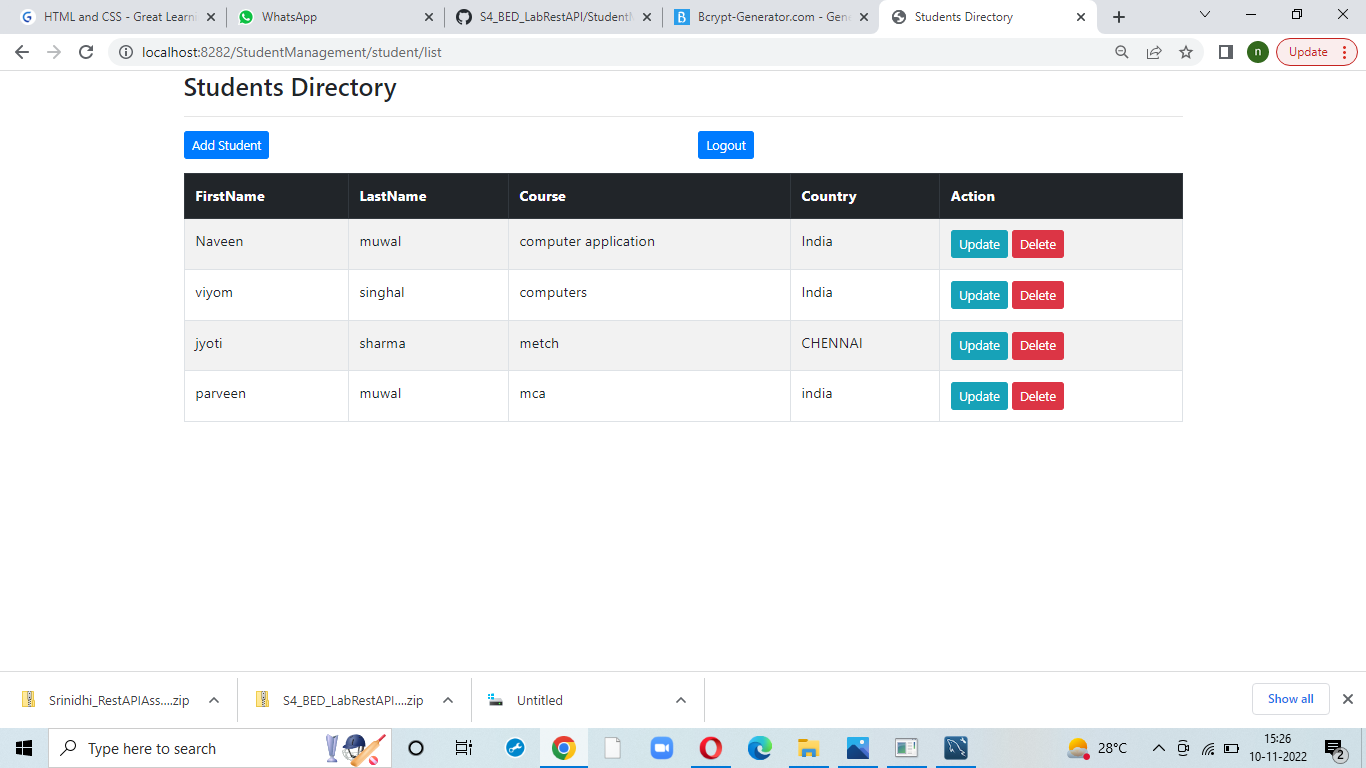 HTML and CSS - Great Learni
WhatsApp
S4_BED_LabRestAPI/StudentM
Bcrypt-Generator.com - Gene
Students Directory
localhost:8282/StudentManagement/student/list
n
Update
Students Directory
Add Student
Logout
FirstName LastName Course Country Action
Naveen muwal computer application India Update Delete
viyom singhal computers India Update Delete
jyoti sharma metch CHENNAI Update Delete
parveen muwal mca india Update Delete
Srinidhi_RestAPIAss....zip
S4_BED_LabRestAPI....zip
Untitled
Show all
Type here to search
28°C
15:26
10-11-2022
2